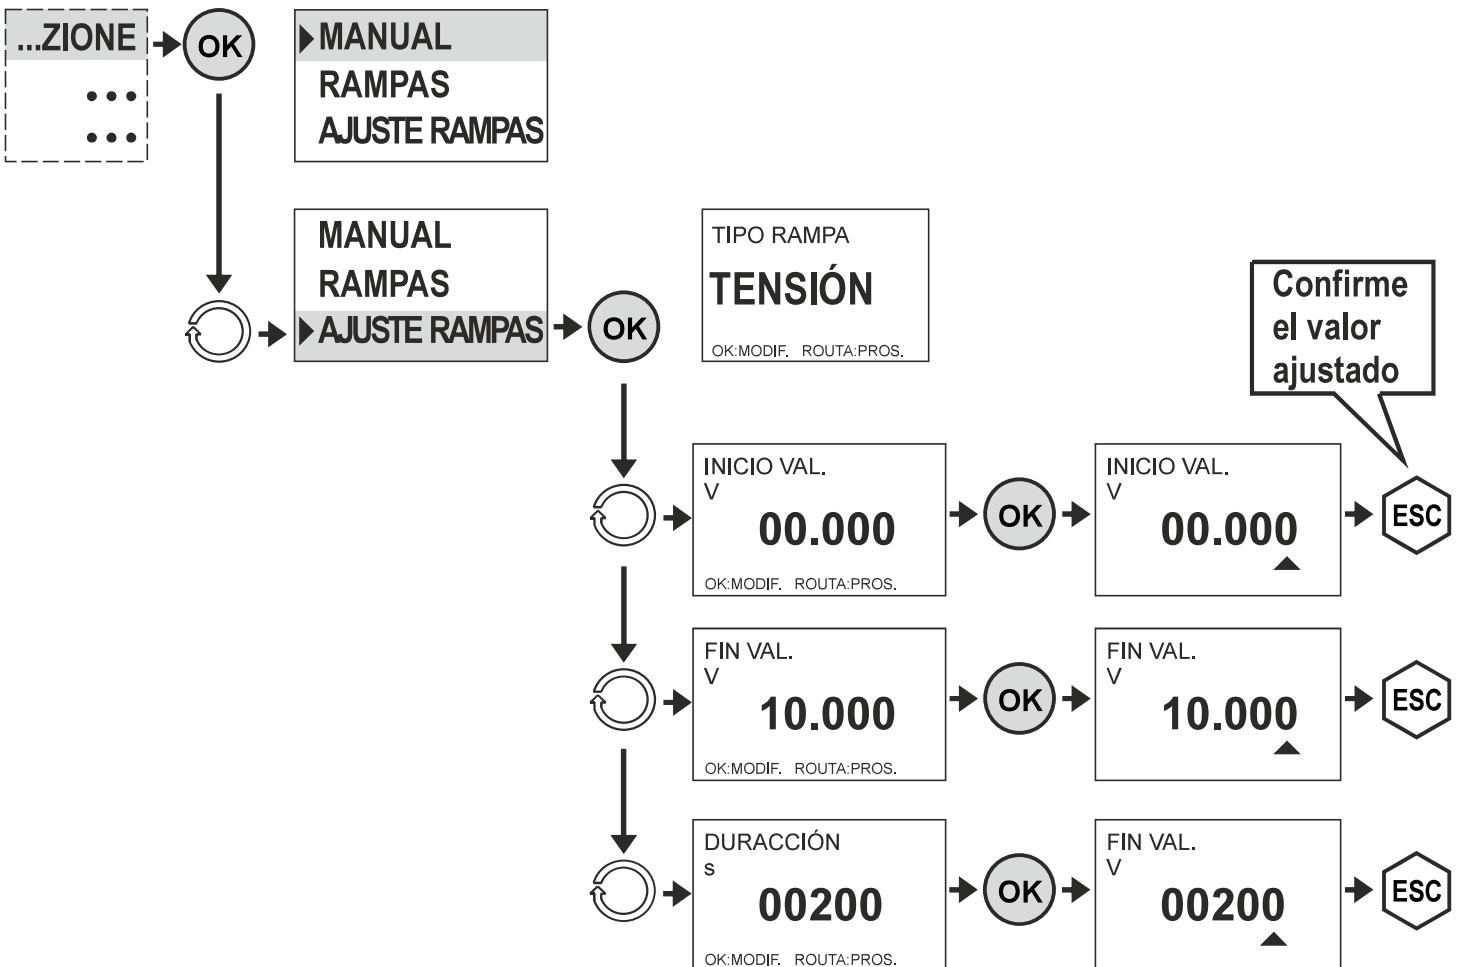 ...ZIONE
OK
MANUAL
RAMPAS
AJUSTE RAMPAS
MANUAL
RAMPAS
AJUSTE RAMPAS
OK
TIPO RAMPA
TENSIÓN
OK:MODIF. ROUTA:PROS.
Confirme
el valor
ajustado
INICIO VAL.
V
00.000
OK:MODIF. ROUTA:PROS.
OK
INICIO VAL.
V
00.000
ESC
FIN VAL.
V
10.000
OK:MODIF. ROUTA:PROS.
OK
FIN VAL.
V
10.000
ESC
DURACCIÓN
s
00200
OK:MODIF. ROUTA:PROS.
OK
FIN VAL.
V
00200
ESC